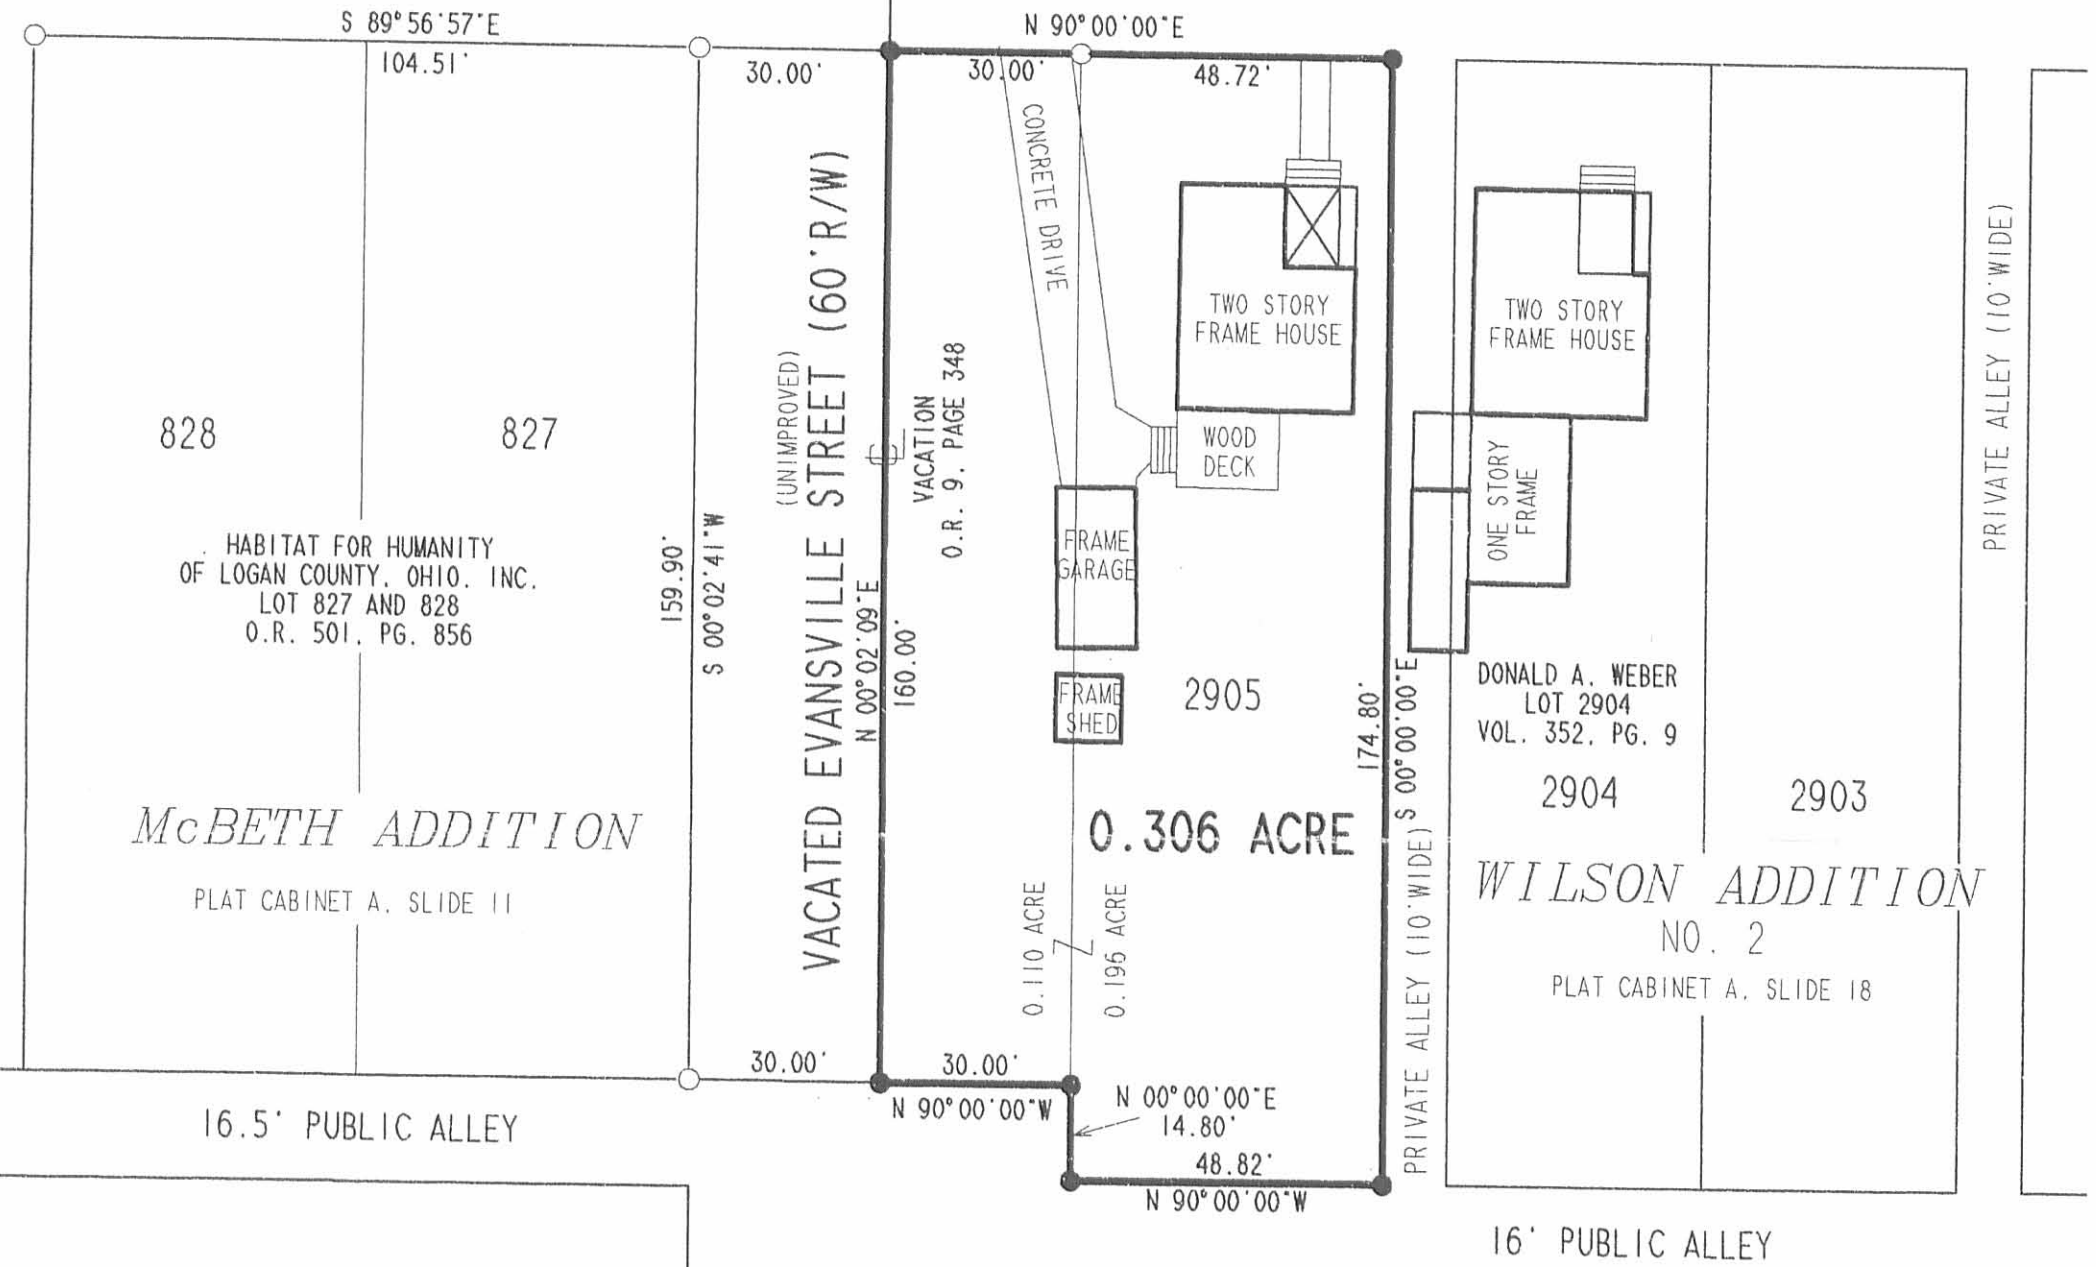 S 89°56'57"E
104.51'
30.00'
N 90°00'00"E
30.00'
48.72'
CONCRETE DRIVE
TWO STORY
FRAME HOUSE
TWO STORY
FRAME HOUSE
PRIVATE ALLEY (10'WIDE)
828
827
HABITAT FOR HUMANITY
OF LOGAN COUNTY, OHIO, INC.
LOT 827 AND 828
O.R. 501, PG. 856
159.90'
S 00°02'41"W
(UNIMPROVED)
VACATED EVANSVILLE STREET (60'R/W)
N 00°02'09"E
160.00'
VACATION
O.R. 9, PAGE 348
WOOD
DECK
FRAME
GARAGE
FRAME
SHED
ONE STORY
FRAME
2905
174.80'
S 00°00'00"E
DONALD A. WEBER
LOT 2904
VOL. 352, PG. 9
2904
2903
McBETH ADDITION
PLAT CABINET A, SLIDE 11
0.306 ACRE
0.110 ACRE
0.196 ACRE
PRIVATE ALLEY (10'WIDE)
WILSON ADDITION
NO. 2
PLAT CABINET A, SLIDE 18
30.00'
30.00'
N 90°00'00"W
N 00°00'00"E
14.80'
48.82'
N 90°00'00"W
16.5' PUBLIC ALLEY
16' PUBLIC ALLEY